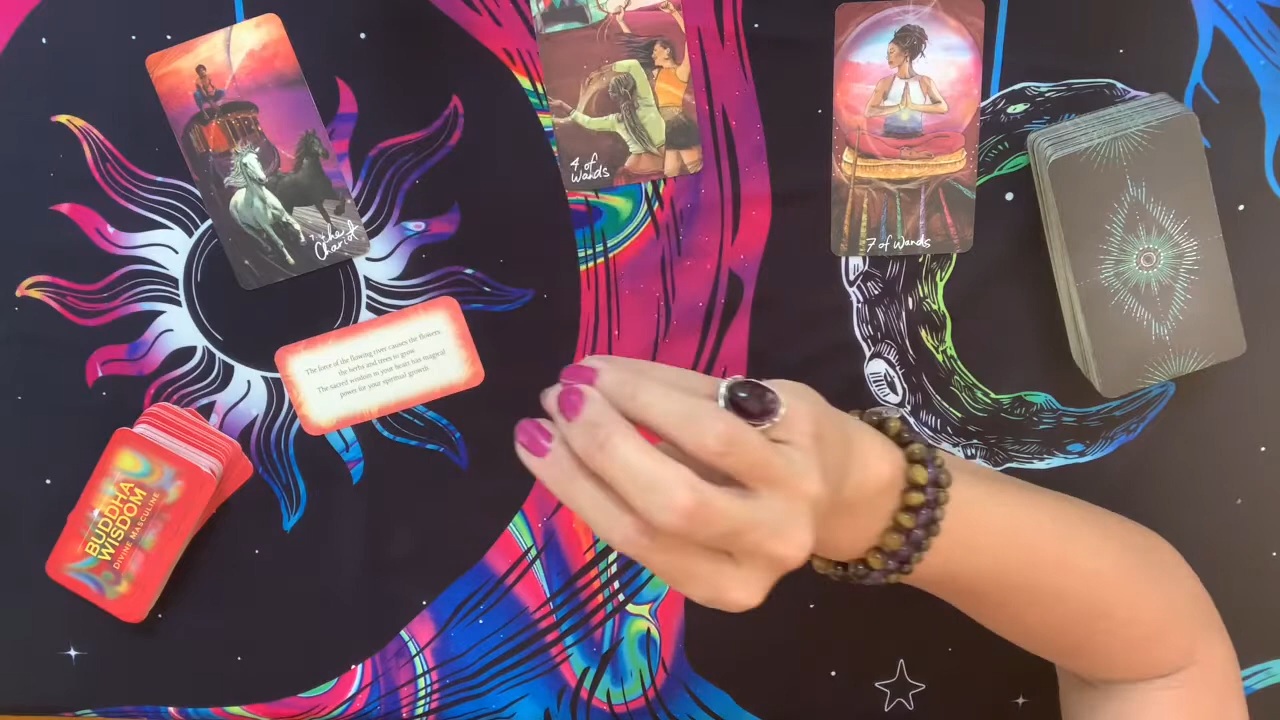 7. the
Chariot
4 of
Wands
7 of Wands
The force of the flowing river causes the flowers,
the herbs and trees to grow.
The sacred wisdom in your heart has magical
power for your spiritual growth.
BUDDHA
WISDOM
DIVINE MASCULINE